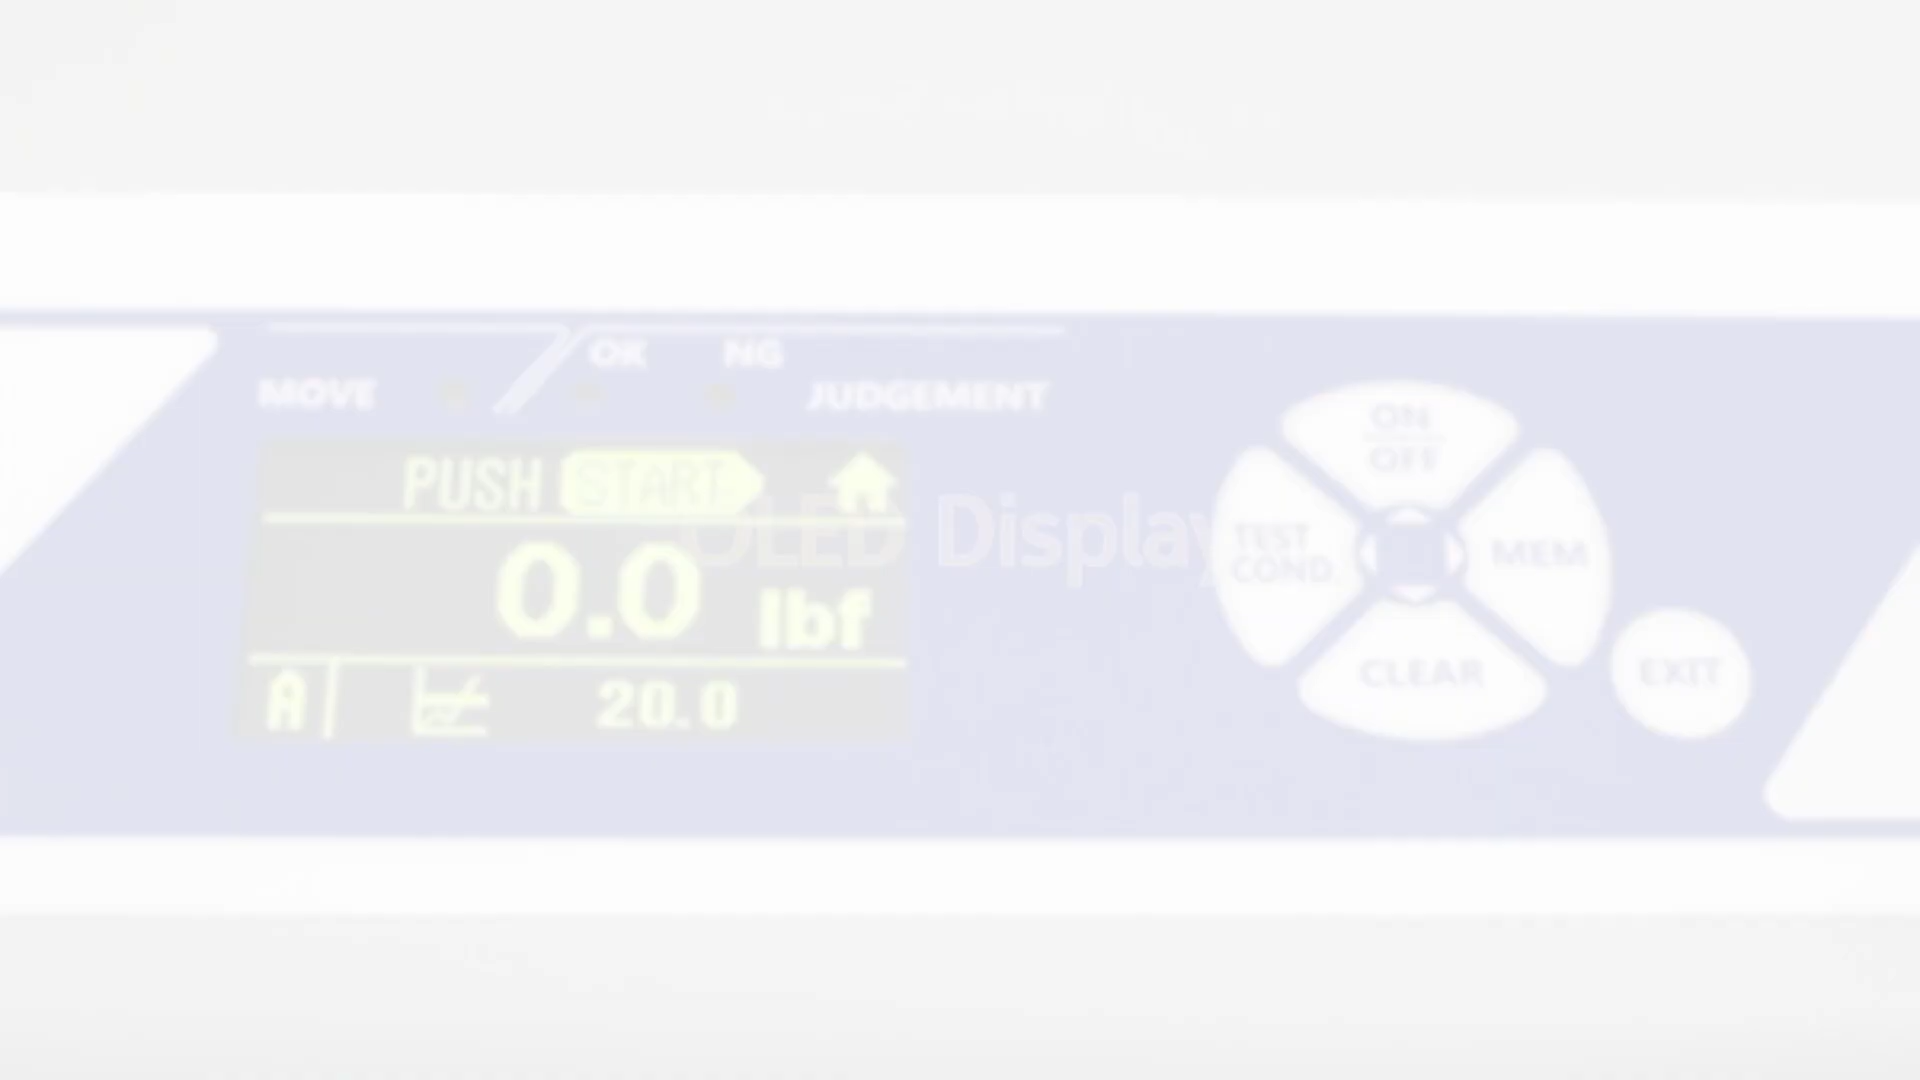 OK NG
MOVE JUDGEMENT
PUSH START
0.0 lbf
A 20.0
OLED Display
ON
OFF
TEST
COND.
MEM
CLEAR
EXIT